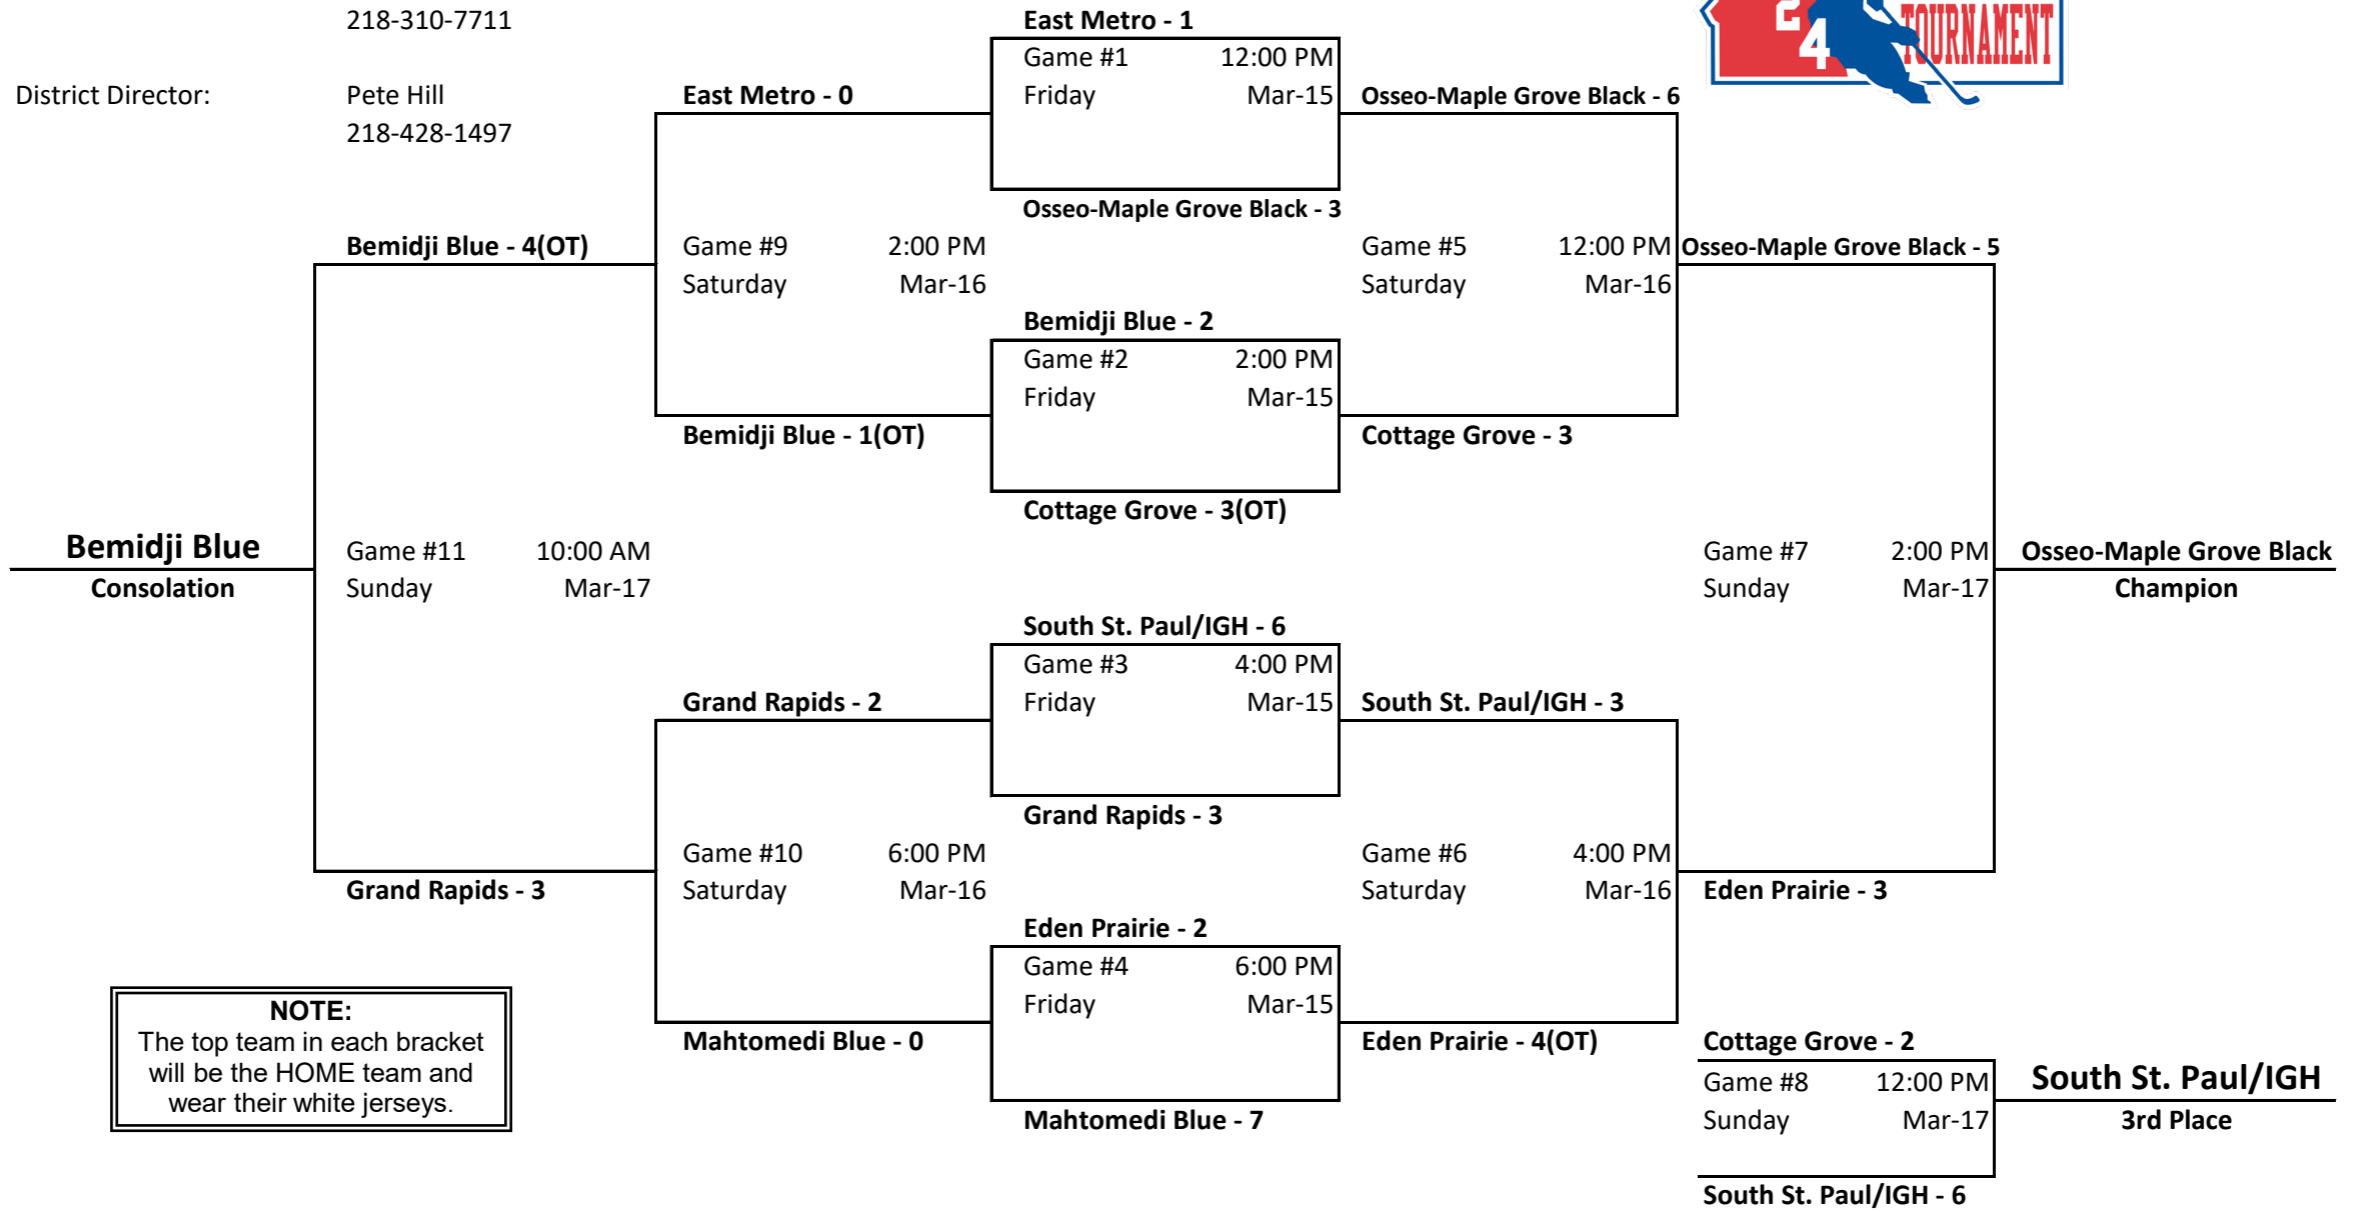 218-310-7711
District Director: Pete Hill
218-428-1497
24
TOURNAMENT
East Metro - 1
Game #1 12:00 PM
Friday Mar-15
Osseo-Maple Grove Black - 3
East Metro - 0
Osseo-Maple Grove Black - 6
Bemidji Blue - 4(OT)
Game #9 2:00 PM
Saturday Mar-16
Game #5 12:00 PM
Saturday Mar-16
Osseo-Maple Grove Black - 5
Bemidji Blue - 2
Game #2 2:00 PM
Friday Mar-15
Bemidji Blue - 1(OT)
Cottage Grove - 3
Cottage Grove - 3(OT)
Bemidji Blue
Consolation
Game #11 10:00 AM
Sunday Mar-17
Game #7 2:00 PM
Sunday Mar-17
Osseo-Maple Grove Black
Champion
South St. Paul/IGH - 6
Game #3 4:00 PM
Friday Mar-15
Grand Rapids - 2
South St. Paul/IGH - 3
Grand Rapids - 3
Game #10 6:00 PM
Saturday Mar-16
Game #6 4:00 PM
Saturday Mar-16
Grand Rapids - 3
Eden Prairie - 3
Eden Prairie - 2
Game #4 6:00 PM
Friday Mar-15
Mahtomedi Blue - 0
Eden Prairie - 4(OT)
Mahtomedi Blue - 7
NOTE:
The top team in each bracket
will be the HOME team and
wear their white jerseys.
Cottage Grove - 2
Game #8 12:00 PM
Sunday Mar-17
South St. Paul/IGH
3rd Place
South St. Paul/IGH - 6